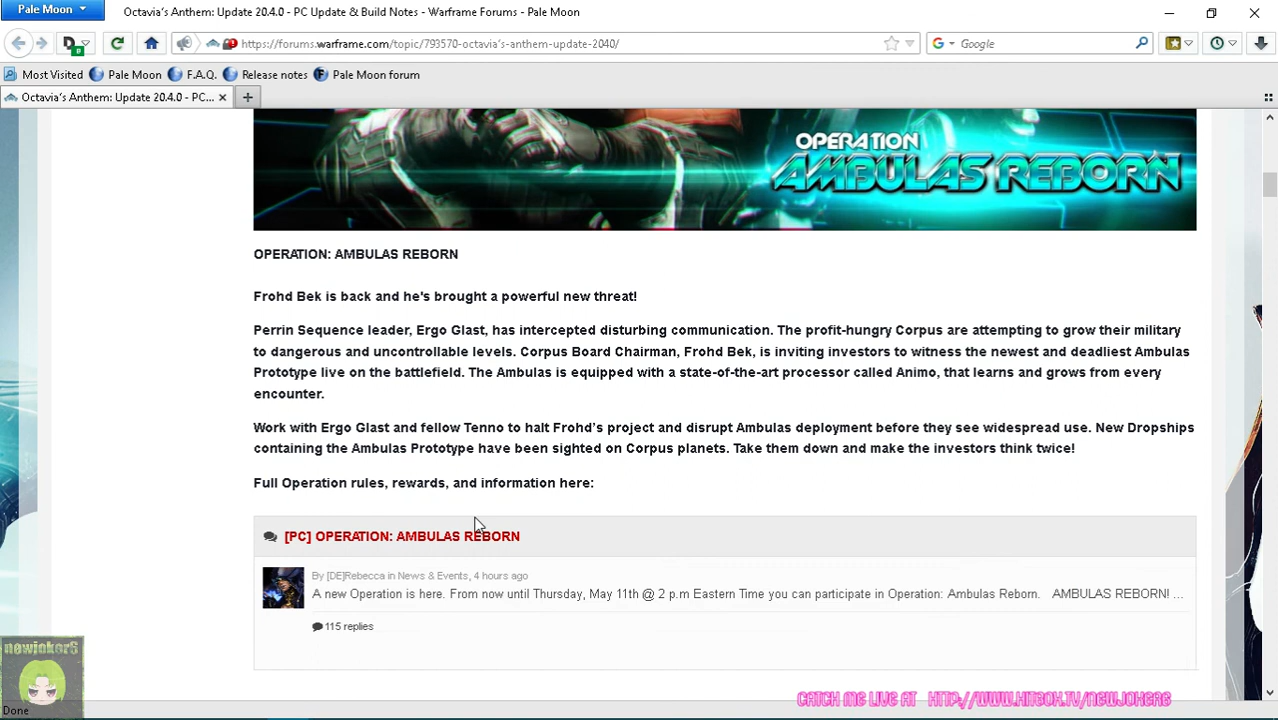 Pale Moon
Octavia's Anthem: Update 20.4.0 - PC Update & Build Notes - Warframe Forums - Pale Moon
https://forums.warframe.com/topic/793570-octavia's-anthem-update-2040/
Google
Most Visited Pale Moon F.A.Q. Release notes Pale Moon forum
Octavia's Anthem: Update 20.4.0 - PC...
OPERATION
AMBULAS REBORN
OPERATION: AMBULAS REBORN
Frohd Bek is back and he's brought a powerful new threat!
Perrin Sequence leader, Ergo Glast, has intercepted disturbing communication. The profit-hungry Corpus are attempting to grow their military
to dangerous and uncontrollable levels. Corpus Board Chairman, Frohd Bek, is inviting investors to witness the newest and deadliest Ambulas
Prototype live on the battlefield. The Ambulas is equipped with a state-of-the-art processor called Animo, that learns and grows from every
encounter.
Work with Ergo Glast and fellow Tenno to halt Frohd's project and disrupt Ambulas deployment before they see widespread use. New Dropships
containing the Ambulas Prototype have been sighted on Corpus planets. Take them down and make the investors think twice!
Full Operation rules, rewards, and information here:
[PC] OPERATION: AMBULAS REBORN
By [DE]Rebecca in News & Events, 4 hours ago
A new Operation is here. From now until Thursday, May 11th @ 2 p.m Eastern Time you can participate in Operation: Ambulas Reborn. AMBULAS REBORN! ...
115 replies
newjoker6
CATCH ME LIVE AT HTTP://WWW.HITBOX.TV/NEWJOKER6
Done